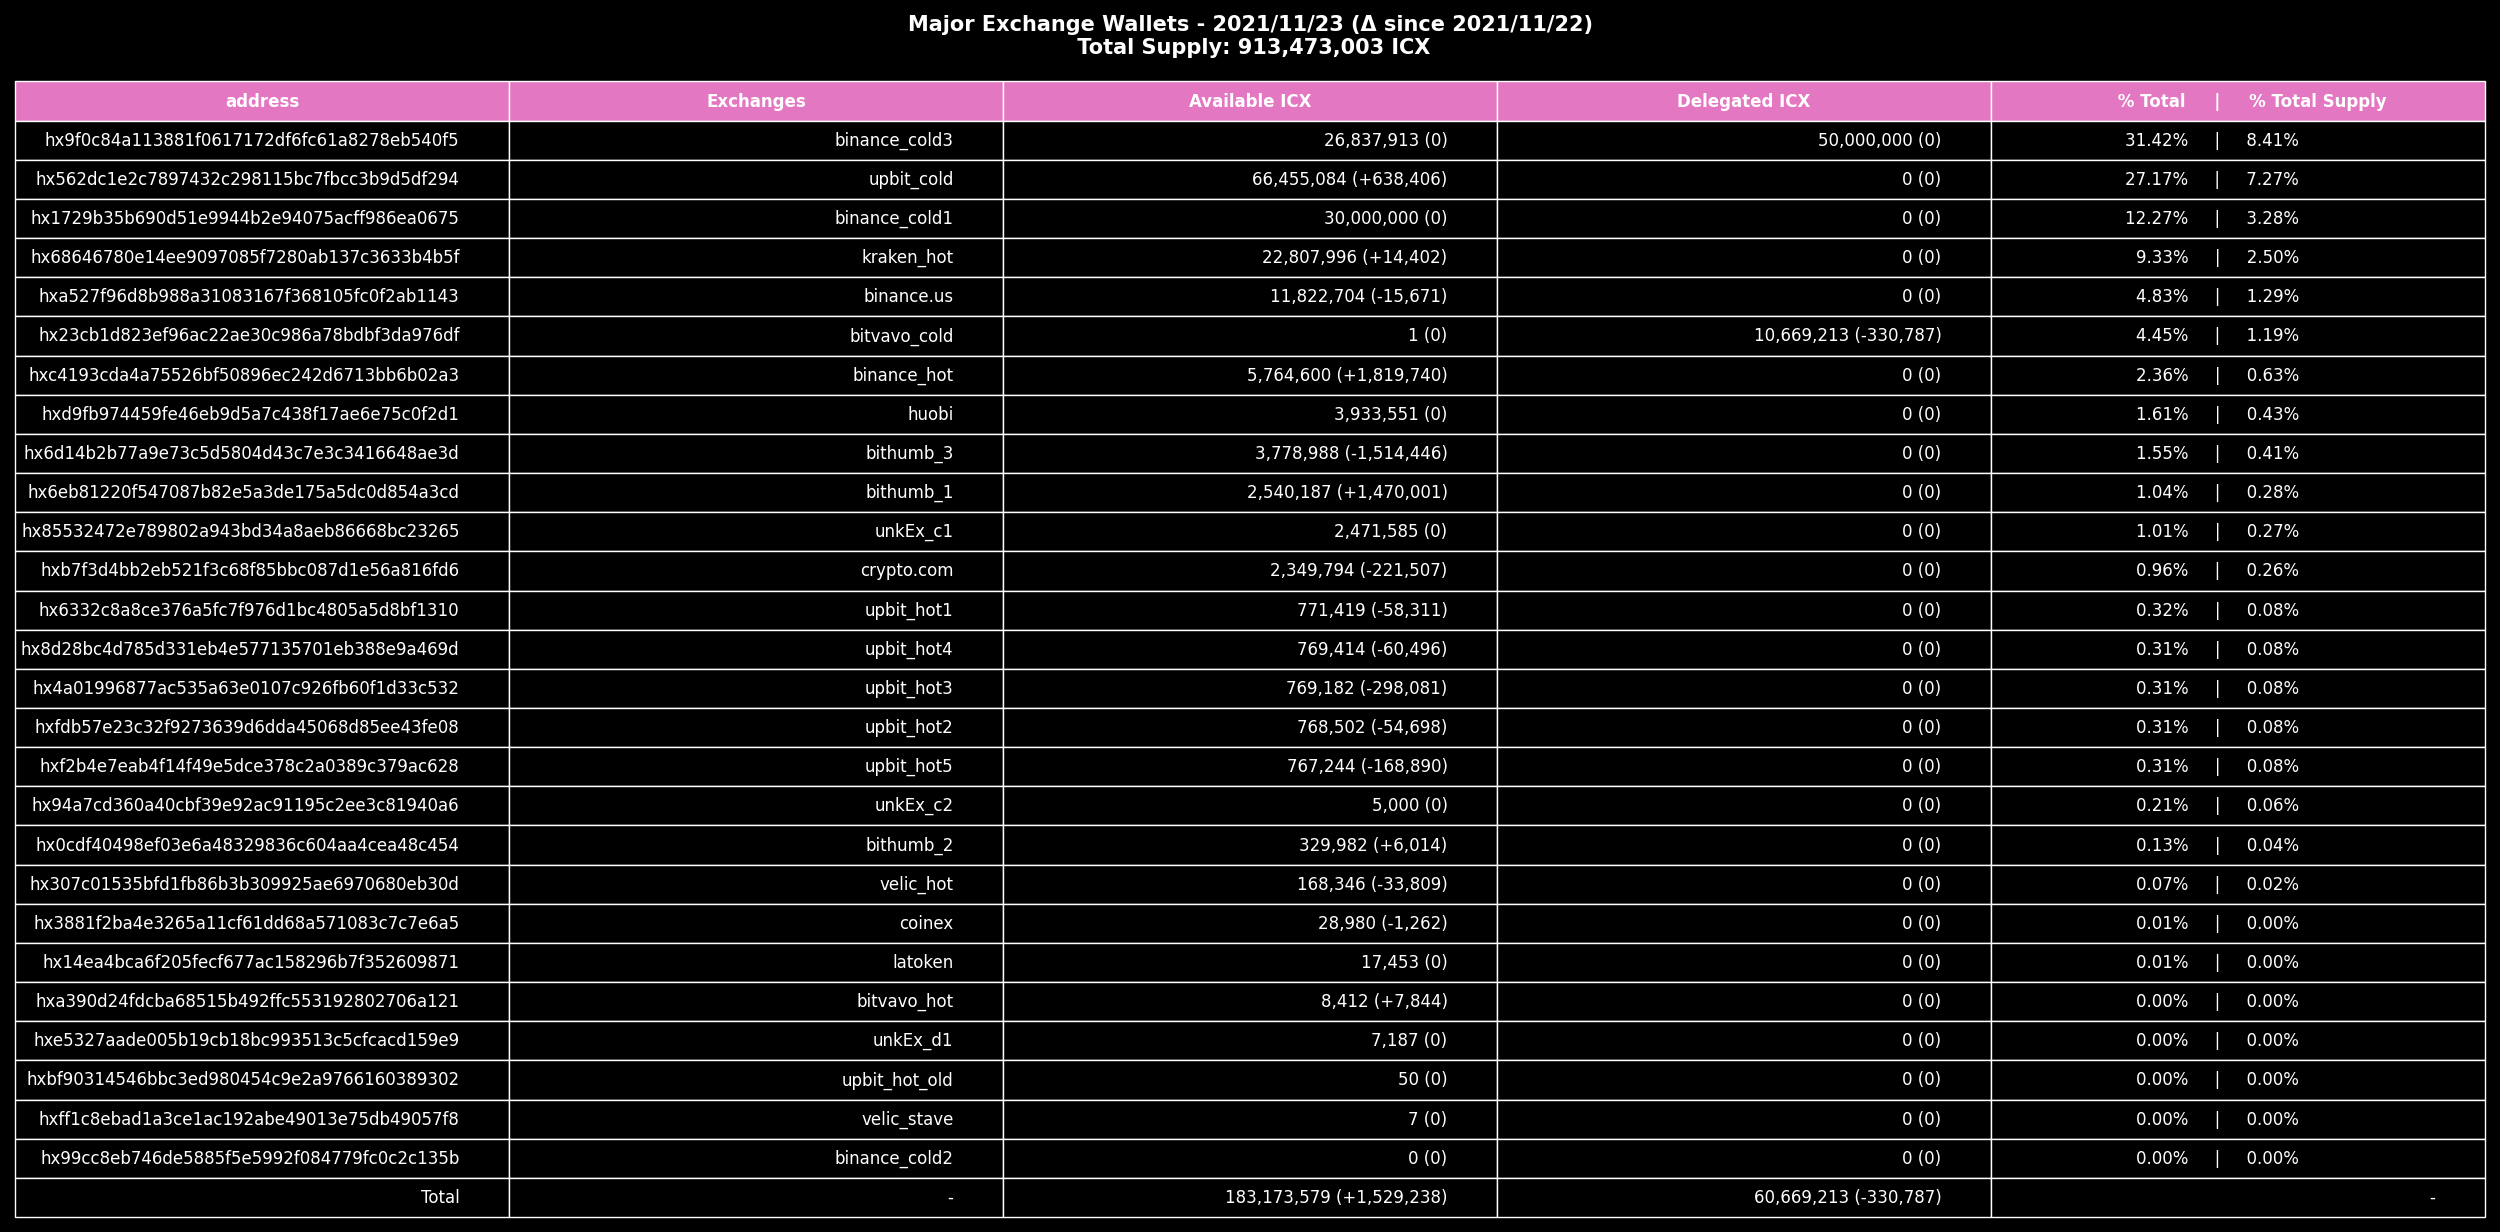 Major Exchange Wallets - 2021/11/23 (Δ since 2021/11/22)
Total Supply: 913,473,003 ICX
address Exchanges Available ICX Delegated ICX % Total | % Total Supply
hx9f0c84a113881f0617172df6fc61a8278eb540f5 binance_cold3 26,837,913 (0) 50,000,000 (0) 31.42% | 8.41%
hx562dc1e2c7897432c298115bc7fbcc3b9d5df294 upbit_cold 66,455,084 (+638,406) 0 (0) 27.17% | 7.27%
hx1729b35b690d51e9944b2e94075acff986ea0675 binance_cold1 30,000,000 (0) 0 (0) 12.27% | 3.28%
hx68646780e14ee9097085f7280ab137c3633b4b5f kraken_hot 22,807,996 (+14,402) 0 (0) 9.33% | 2.50%
hxa527f96d8b988a31083167f368105fc0f2ab1143 binance.us 11,822,704 (-15,671) 0 (0) 4.83% | 1.29%
hx23cb1d823ef96ac22ae30c986a78bdbf3da976df bitvavo_cold 1 (0) 10,669,213 (-330,787) 4.45% | 1.19%
hxc4193cda4a75526bf50896ec242d6713bb6b02a3 binance_hot 5,764,600 (+1,819,740) 0 (0) 2.36% | 0.63%
hxd9fb974459fe46eb9d5a7c438f17ae6e75c0f2d1 huobi 3,933,551 (0) 0 (0) 1.61% | 0.43%
hx6d14b2b77a9e73c5d5804d43c7e3c3416648ae3d bithumb_3 3,778,988 (-1,514,446) 0 (0) 1.55% | 0.41%
hx6eb81220f547087b82e5a3de175a5dc0d854a3cd bithumb_1 2,540,187 (+1,470,001) 0 (0) 1.04% | 0.28%
hx85532472e789802a943bd34a8aeb86668bc23265 unkEx_c1 2,471,585 (0) 0 (0) 1.01% | 0.27%
hxb7f3d4bb2eb521f3c68f85bbc087d1e56a816fd6 crypto.com 2,349,794 (-221,507) 0 (0) 0.96% | 0.26%
hx6332c8a8ce376a5fc7f976d1bc4805a5d8bf1310 upbit_hot1 771,419 (-58,311) 0 (0) 0.32% | 0.08%
hx8d28bc4d785d331eb4e577135701eb388e9a469d upbit_hot4 769,414 (-60,496) 0 (0) 0.31% | 0.08%
hx4a01996877ac535a63e0107c926fb60f1d33c532 upbit_hot3 769,182 (-298,081) 0 (0) 0.31% | 0.08%
hxfdb57e23c32f9273639d6dda45068d85ee43fe08 upbit_hot2 768,502 (-54,698) 0 (0) 0.31% | 0.08%
hxf2b4e7eab4f14f49e5dce378c2a0389c379ac628 upbit_hot5 767,244 (-168,890) 0 (0) 0.31% | 0.08%
hx94a7cd360a40cbf39e92ac91195c2ee3c81940a6 unkEx_c2 5,000 (0) 0 (0) 0.21% | 0.06%
hx0cdf40498ef03e6a48329836c604aa4cea48c454 bithumb_2 329,982 (+6,014) 0 (0) 0.13% | 0.04%
hx307c01535bfd1fb86b3b309925ae6970680eb30d velic_hot 168,346 (-33,809) 0 (0) 0.07% | 0.02%
hx3881f2ba4e3265a11cf61dd68a571083c7c7e6a5 coinex 28,980 (-1,262) 0 (0) 0.01% | 0.00%
hx14ea4bca6f205fecf677ac158296b7f352609871 latoken 17,453 (0) 0 (0) 0.01% | 0.00%
hxa390d24fdcba68515b492ffc553192802706a121 bitvavo_hot 8,412 (+7,844) 0 (0) 0.00% | 0.00%
hxe5327aade005b19cb18bc993513c5cfcacd159e9 unkEx_d1 7,187 (0) 0 (0) 0.00% | 0.00%
hxbf90314546bbc3ed980454c9e2a9766160389302 upbit_hot_old 50 (0) 0 (0) 0.00% | 0.00%
hxff1c8ebad1a3ce1ac192abe49013e75db49057f8 velic_stave 7 (0) 0 (0) 0.00% | 0.00%
hx99cc8eb746de5885f5e5992f084779fc0c2c135b binance_cold2 0 (0) 0 (0) 0.00% | 0.00%
Total - 183,173,579 (+1,529,238) 60,669,213 (-330,787) -